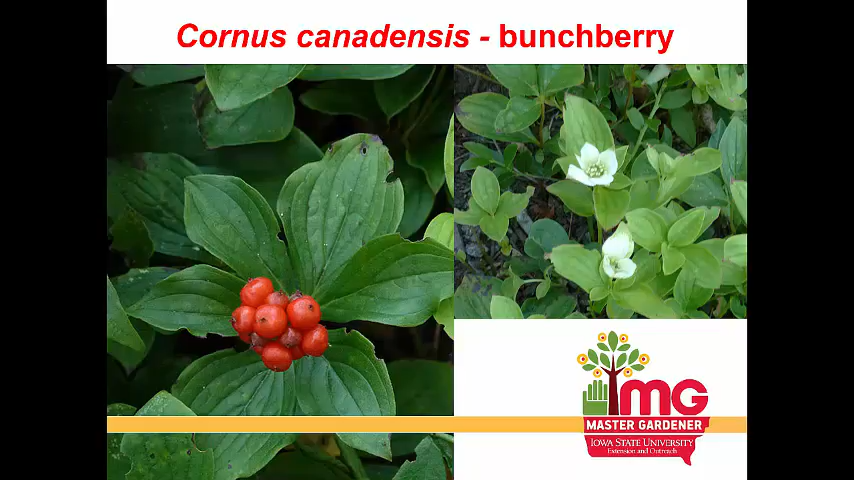 Cornus canadensis - bunchberry
MG
MASTER GARDENER
IOWA STATE UNIVERSITY
Extension and Outreach